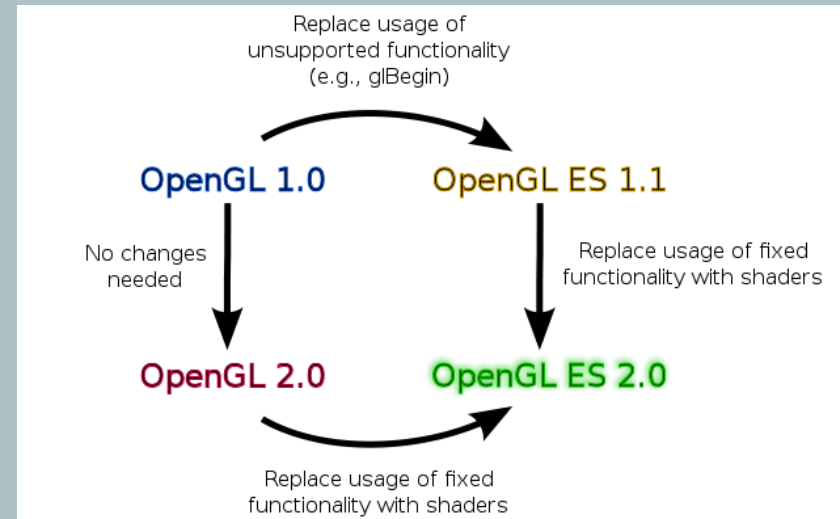 Replace usage of
unsupported functionality
(e.g., glBegin)
OpenGL 1.0
OpenGL ES 1.1
No changes
needed
Replace usage of fixed
functionality with shaders
OpenGL 2.0
OpenGL ES 2.0
Replace usage of fixed
functionality with shaders